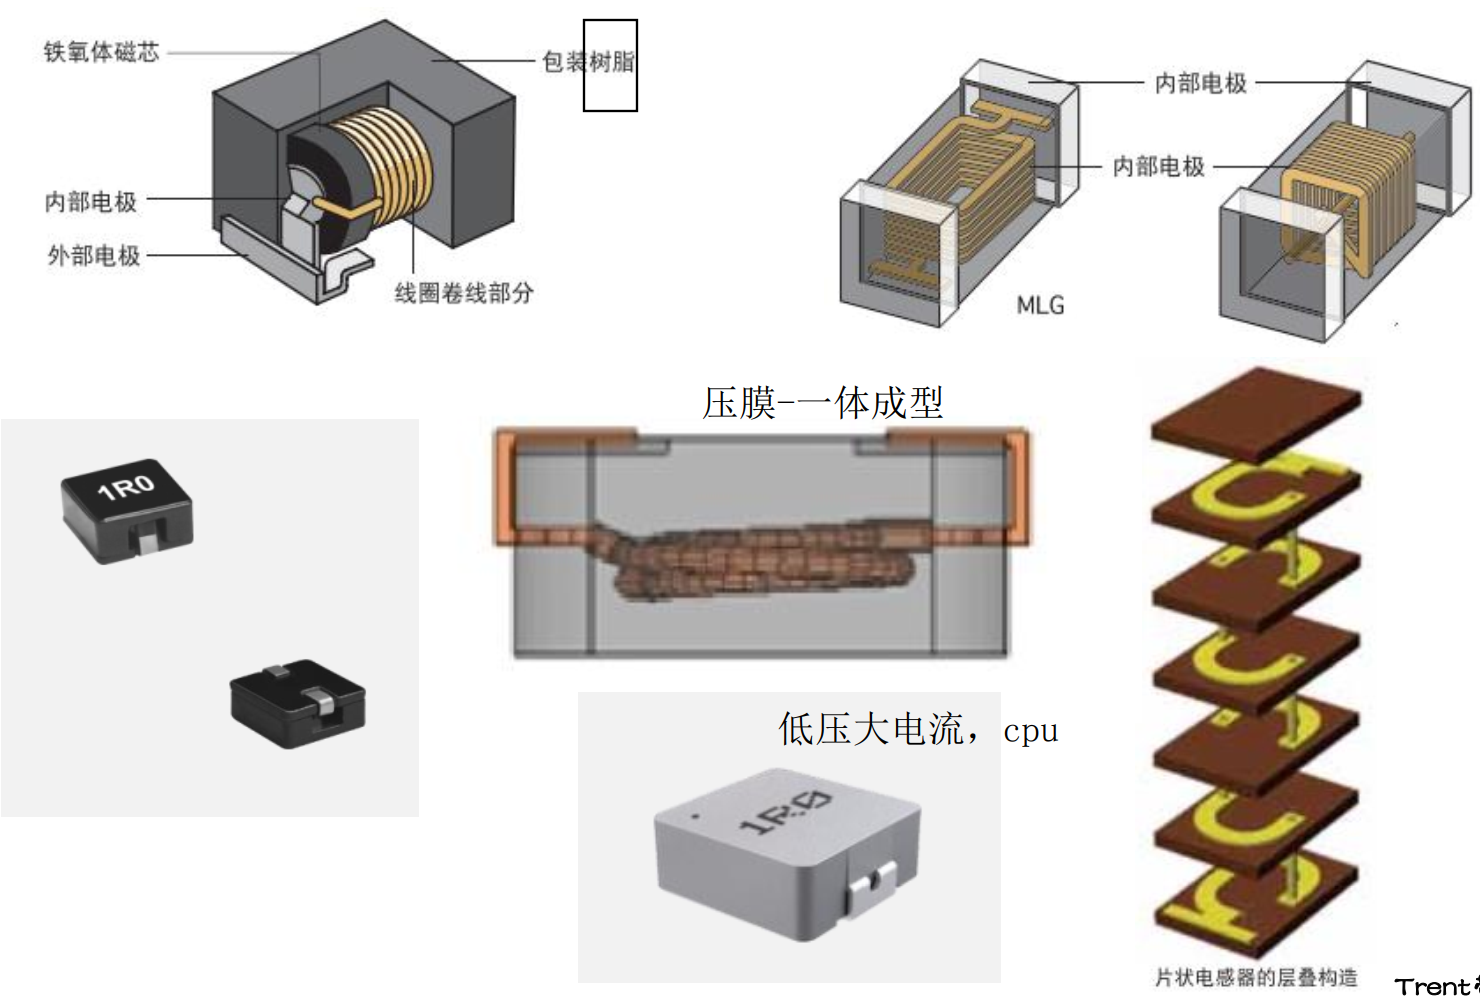 铁氧体磁芯
包装树脂
内部电极
内部电极
内部电极
外部电极
线圈卷线部分
MLG
压膜-一体成型
1R0
低压大电流，cpu
1R0
片状电感器的层叠构造
Trent